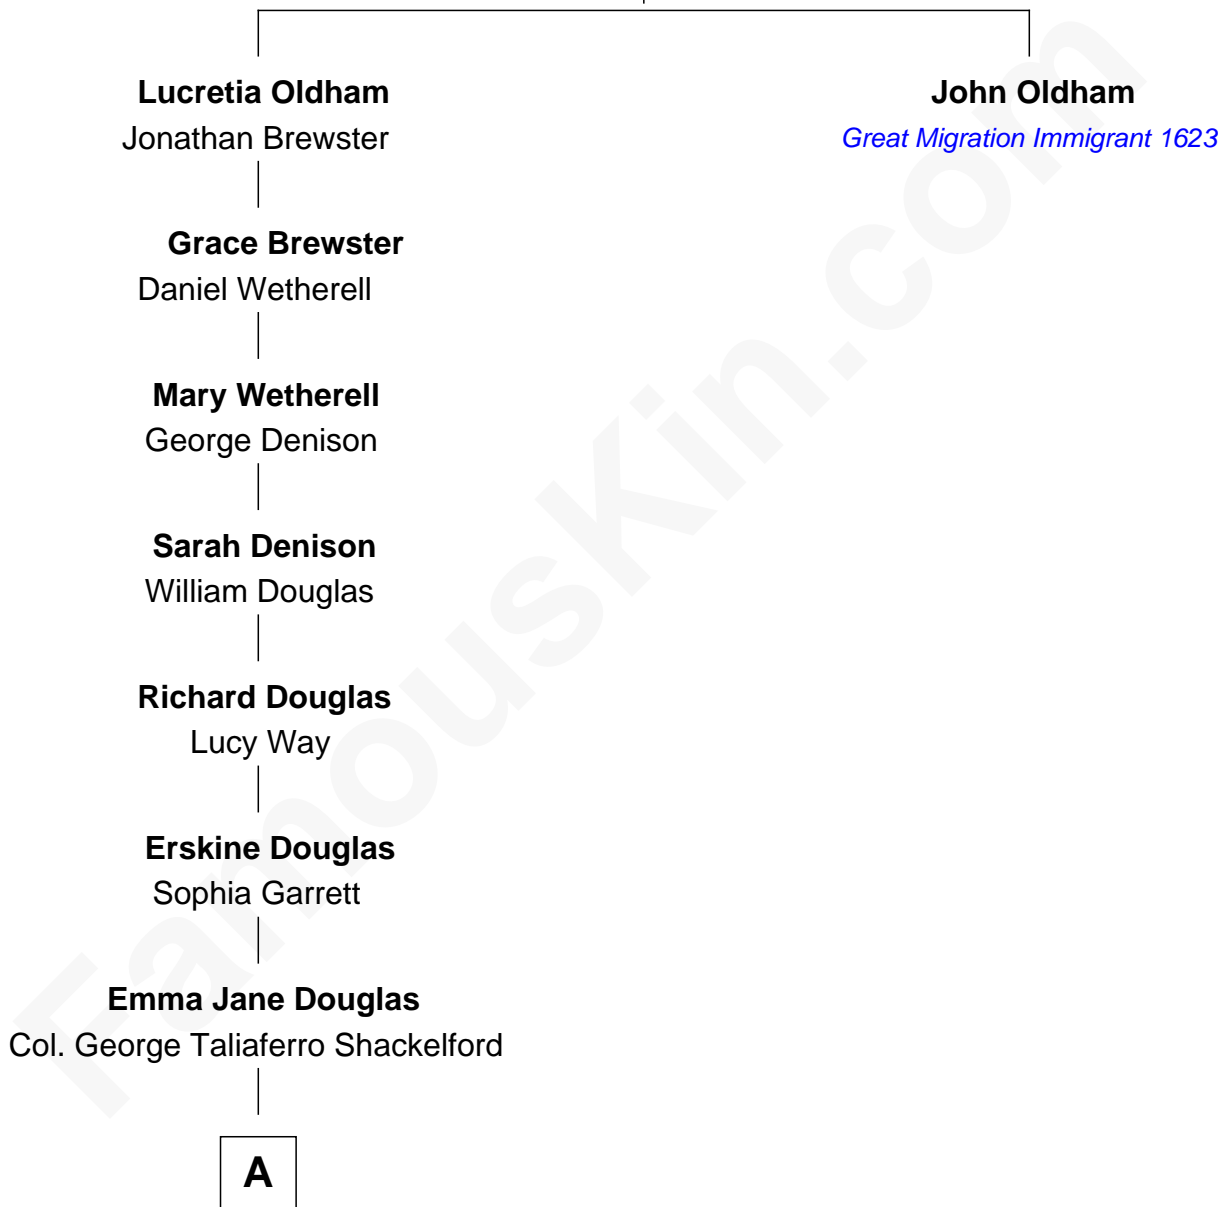 Lucretia Oldham
Jonathan Brewster
John Oldham
Great Migration Immigrant 1623
Grace Brewster
Daniel Wetherell
Mary Wetherell
George Denison
Sarah Denison
William Douglas
Richard Douglas
Lucy Way
Erskine Douglas
Sophia Garrett
Emma Jane Douglas
Col. George Taliaferro Shackelford
A
FamousKin.com